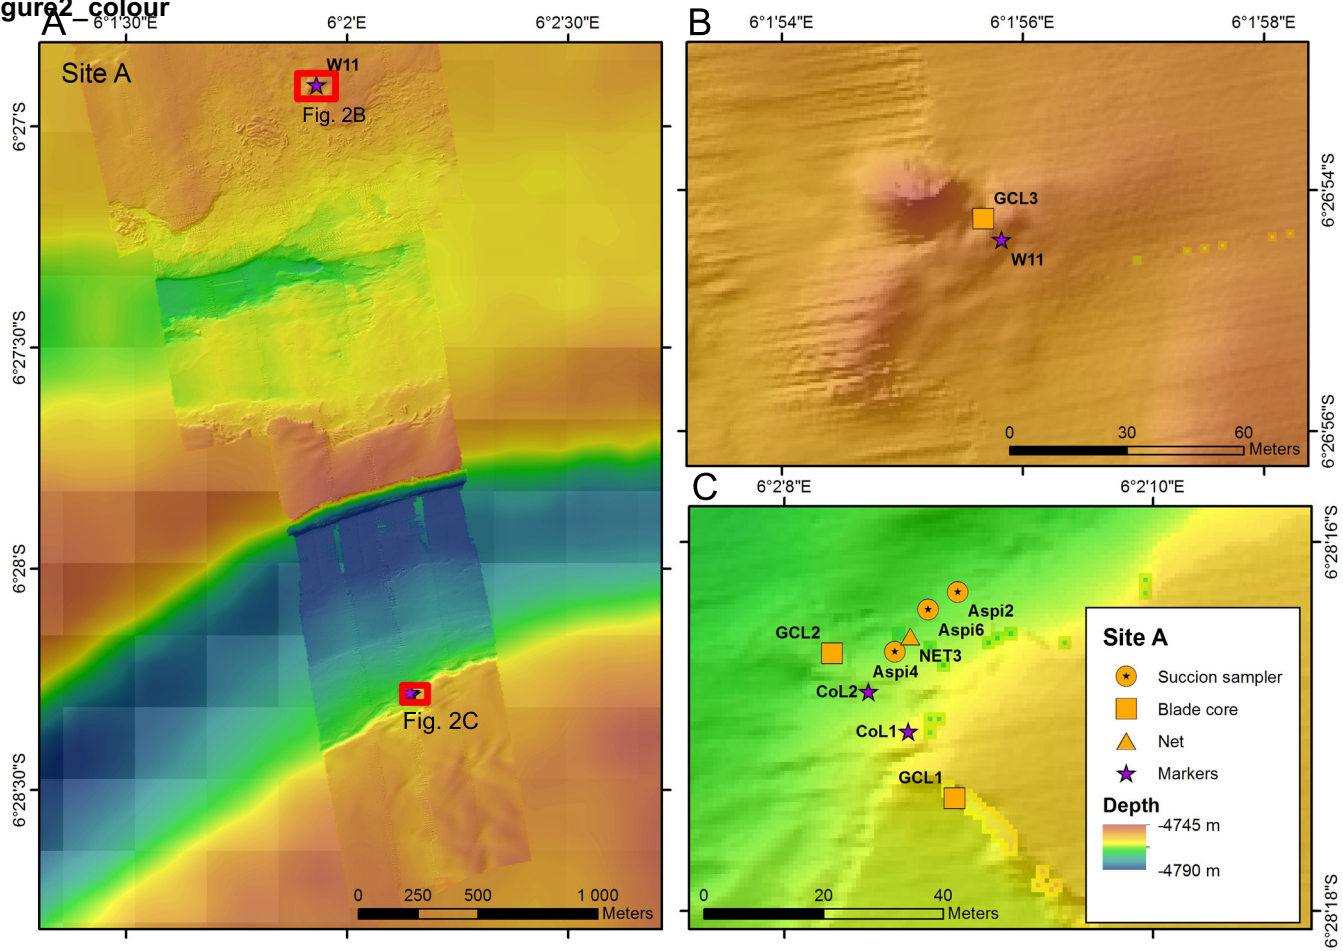 gure2_colour
A
6°1'30"E
6°2'E
6°2'30"E
Site A
W11
Fig. 2B
6°27'S
6°27'30"S
6°28'S
6°28'30"S
Fig. 2C
0 250 500 1 000
Meters
B
6°1'54"E
6°1'56"E
6°1'58"E
GCL3
W11
6°26'54"S
6°26'56"S
0 30 60
Meters
C
6°2'8"E
6°2'10"E
6°28'16"S
6°28'18"S
Aspi2
Aspi6
GCL2
NET3
Aspi4
CoL2
CoL1
GCL1
0 20 40
Meters
Site A
Succion sampler
Blade core
Net
Markers
Depth
-4745 m
-4790 m